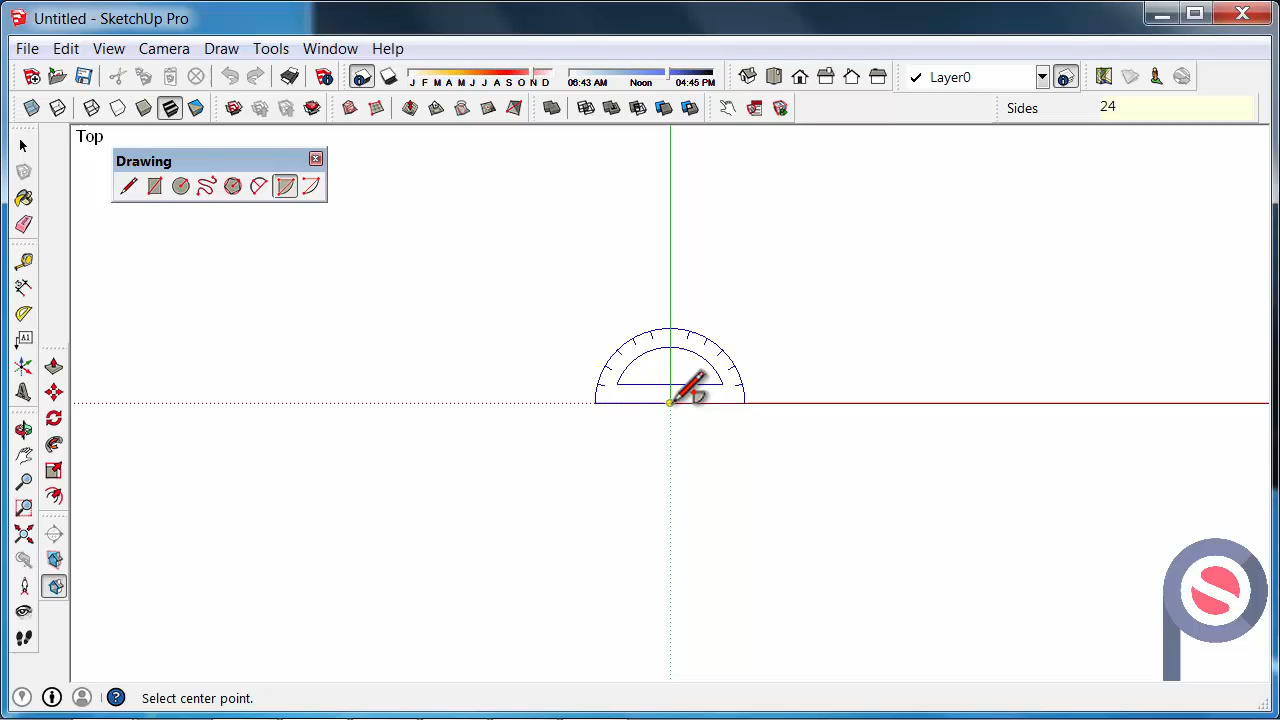 Untitled - SketchUp Pro
File Edit View Camera Draw Tools Window Help
J F M A M J J A S O N D 06:43 AM Noon 04:45 PM Layer0
Sides 24
Top
Drawing
A1
Select center point.